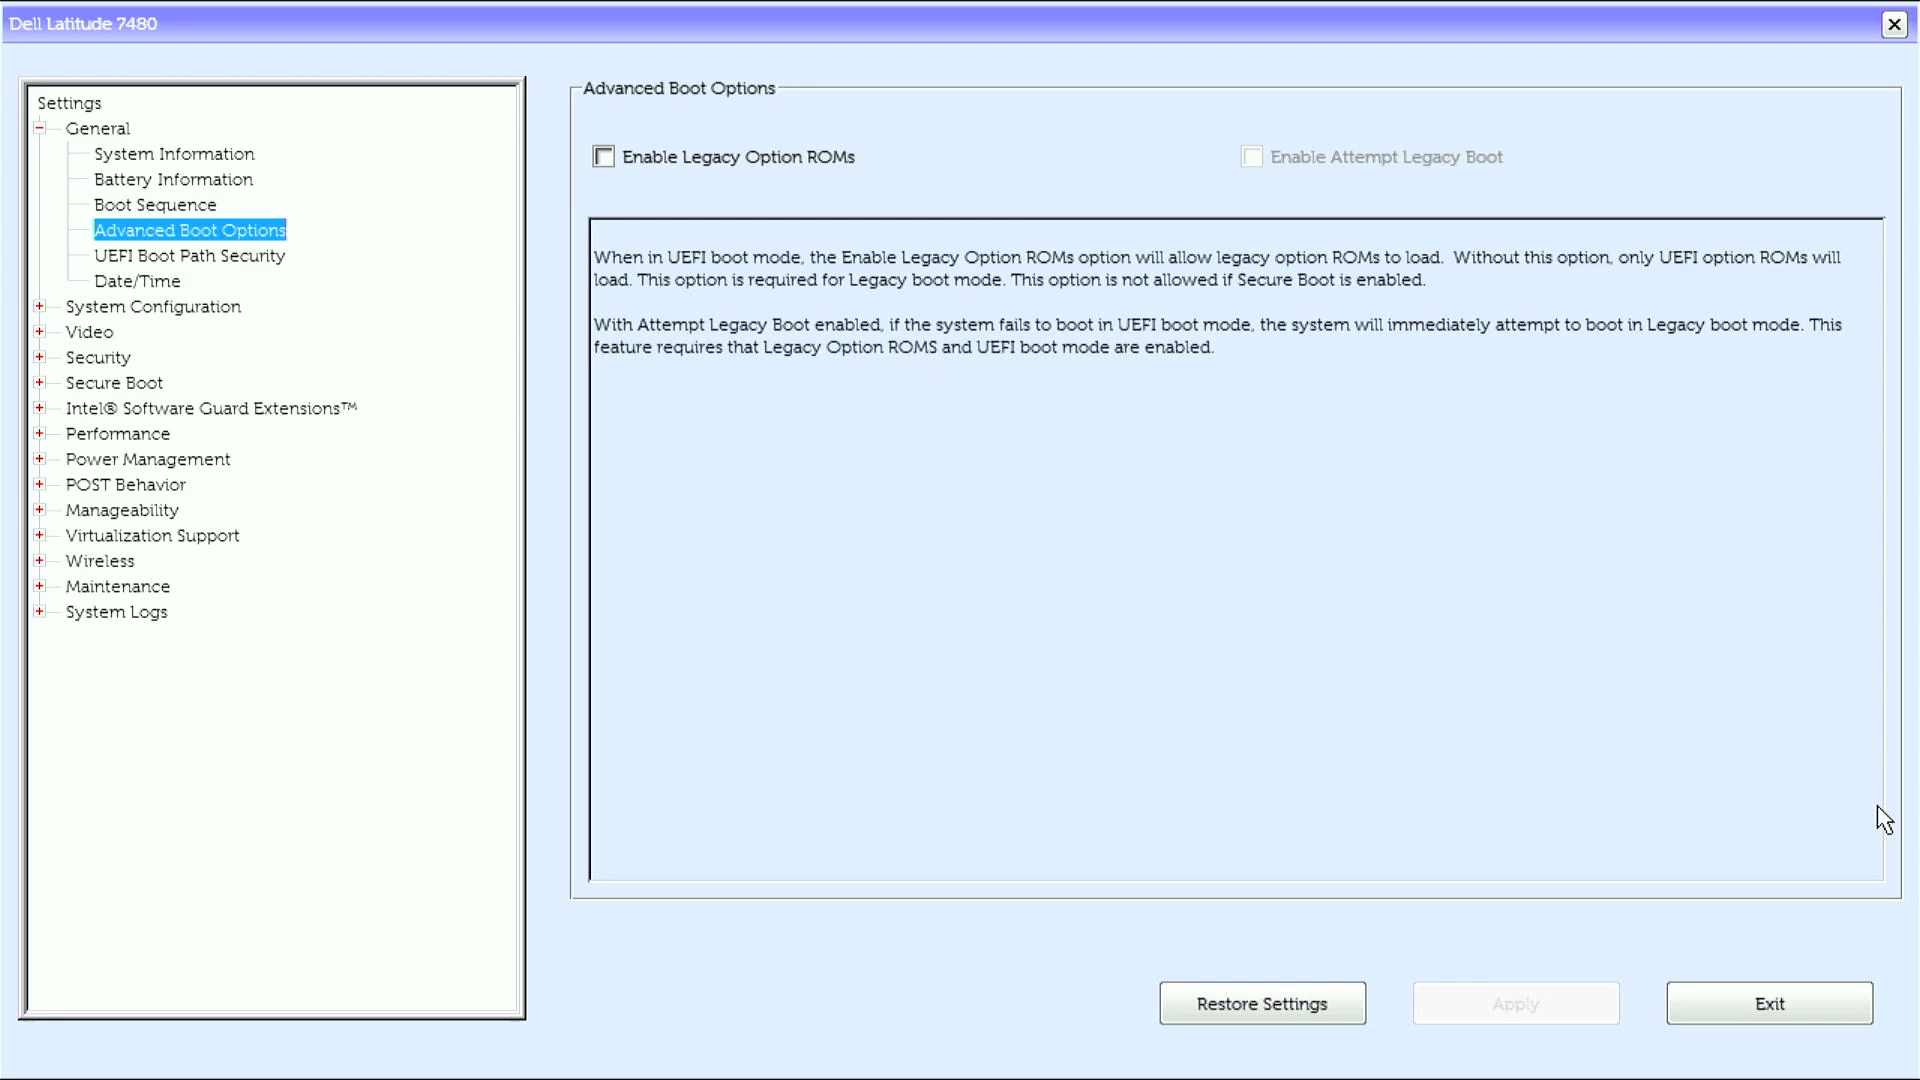 Dell Latitude 7480
Settings
General
System Information
Battery Information
Boot Sequence
Advanced Boot Options
UEFI Boot Path Security
Date/Time
System Configuration
Video
Security
Secure Boot
Intel® Software Guard Extensions™
Performance
Power Management
POST Behavior
Manageability
Virtualization Support
Wireless
Maintenance
System Logs
Advanced Boot Options
Enable Legacy Option ROMs
Enable Attempt Legacy Boot
When in UEFI boot mode, the Enable Legacy Option ROMs option will allow legacy option ROMs to load.  Without this option, only UEFI option ROMs will
load. This option is required for Legacy boot mode. This option is not allowed if Secure Boot is enabled.
With Attempt Legacy Boot enabled, if the system fails to boot in UEFI boot mode, the system will immediately attempt to boot in Legacy boot mode. This
feature requires that Legacy Option ROMS and UEFI boot mode are enabled.
Restore Settings
Apply
Exit